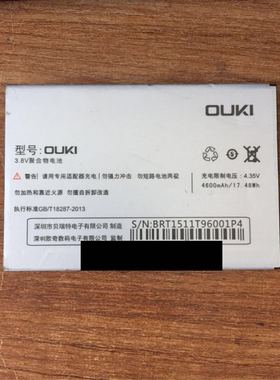 OUKI
型号: OUKI
3.8V聚合物电池
警告: 请用专用适配器充电 勿强力冲击 勿短路电池两端
勿加热和靠近火源 勿擅自拆卸改造
充电限制电压: 4.35V
4600mAh/17.48Wh
执行标准GB/T18287-2013
深圳市贝瑞特电子有限公司 制造
深圳欧奇数码电子有限公司 出品
S/N:BRT1511T96001P4